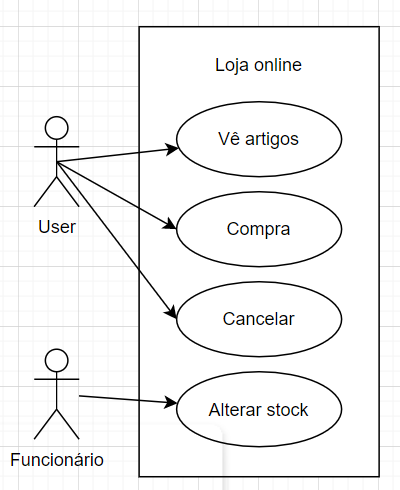 Loja online
Vê artigos
User
Compra
Cancelar
Alterar stock
Funcionário